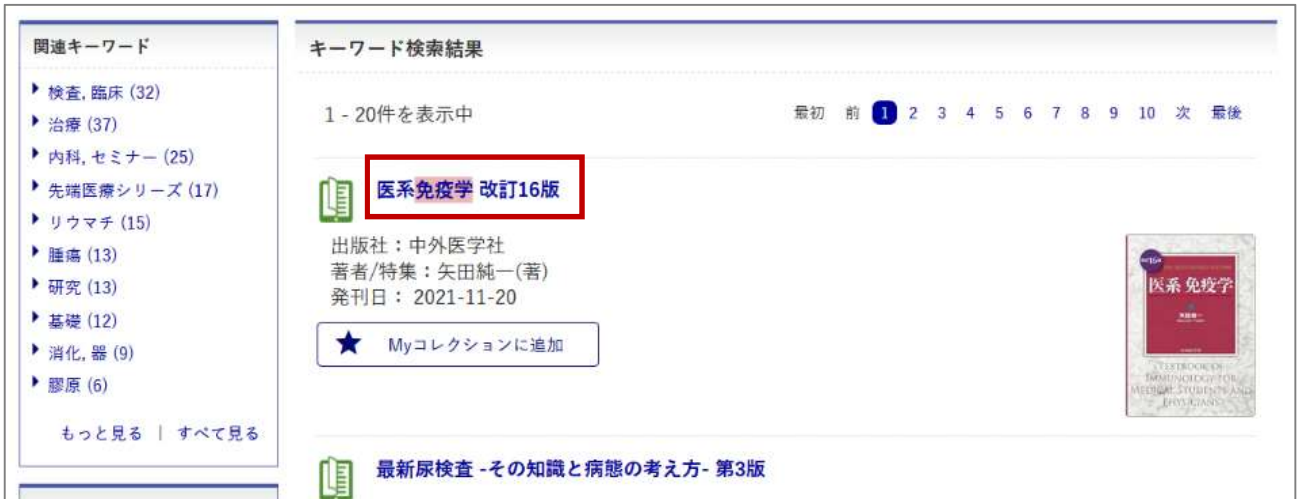 関連キーワード
検査, 臨床 (32)
治療 (37)
内科, セミナー (25)
先端医療シリーズ (17)
リウマチ (15)
腫瘍 (13)
研究 (13)
基礎 (12)
消化, 器 (9)
膠原 (6)
もっと見る | すべて見る
キーワード検索結果
1 - 20件を表示中
最初 前 1 2 3 4 5 6 7 8 9 10 次 最後
医系免疫学 改訂16版
出版社：中外医学社
著者/特集：矢田純一(著)
発刊日： 2021-11-20
Myコレクションに追加
医系 免疫学
TEXTBOOK OF
IMMUNOLOGY FOR
MEDICAL STUDENTS AND
PHYSICIANS
最新尿検査 -その知識と病態の考え方- 第3版